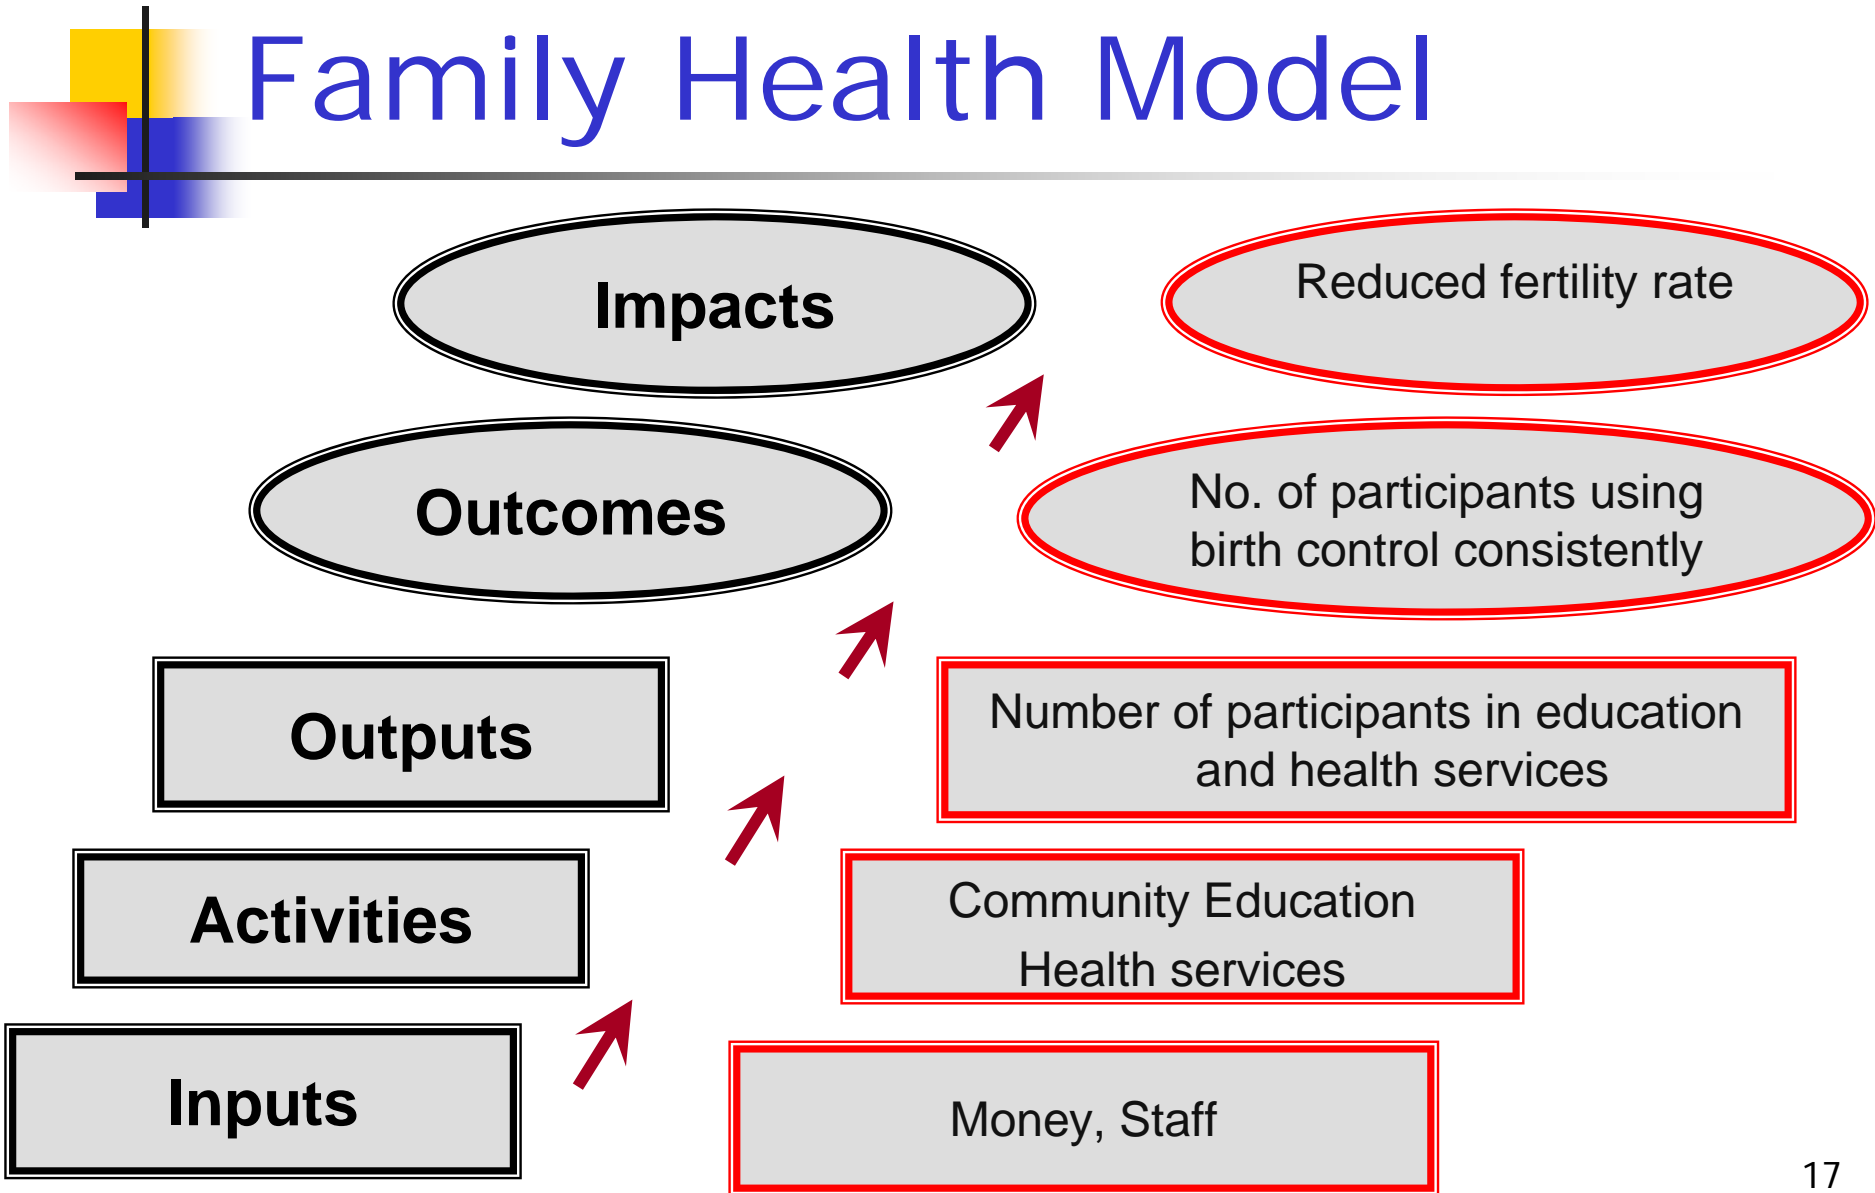 Family Health Model
Impacts
Reduced fertility rate
Outcomes
No. of participants using
birth control consistently
Outputs
Number of participants in education
and health services
Activities
Community Education
Health services
Inputs
Money, Staff
17